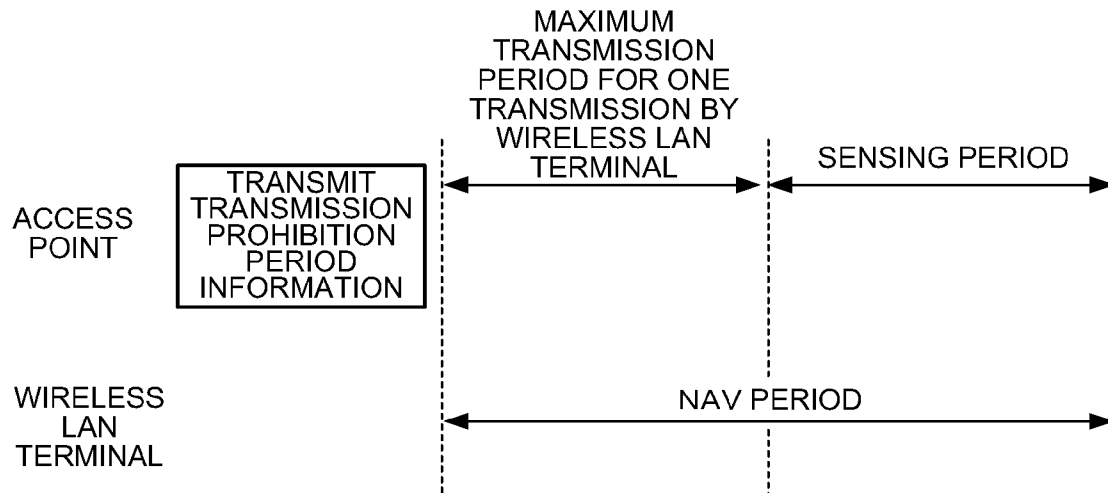 MAXIMUM
TRANSMISSION
PERIOD FOR ONE
TRANSMISSION BY
WIRELESS LAN
TERMINAL
SENSING PERIOD
ACCESS
POINT
TRANSMIT
TRANSMISSION
PROHIBITION
PERIOD
INFORMATION
WIRELESS
LAN
TERMINAL
NAV PERIOD